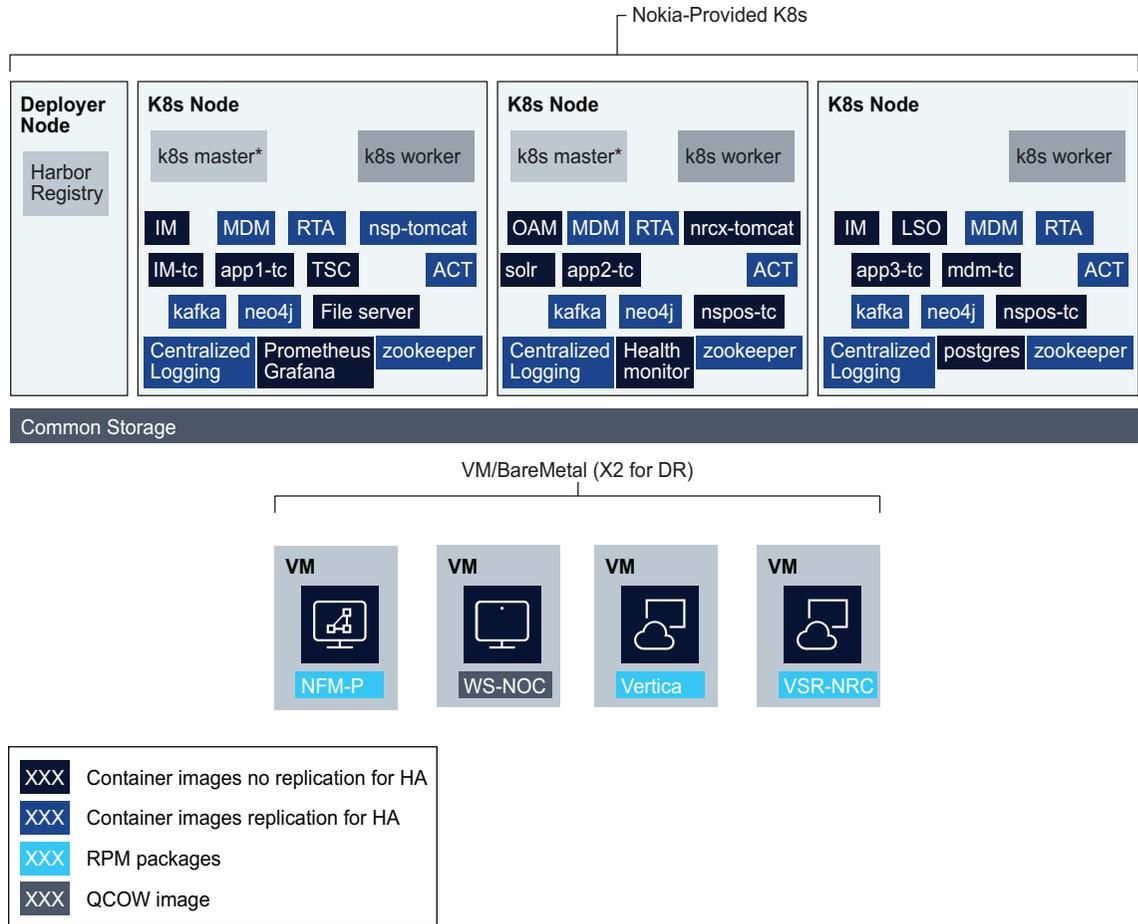 Nokia-Provided K8s
Deployer
Node
Harbor
Registry
K8s Node
k8s master*
k8s worker
IM
MDM
RTA
nsp-tomcat
IM-tc
app1-tc
TSC
ACT
kafka
neo4j
File server
Centralized
Logging
Prometheus
Grafana
zookeeper
K8s Node
k8s master*
k8s worker
OAM
MDM
RTA
nrcx-tomcat
solr
app2-tc
ACT
kafka
neo4j
nspos-tc
Centralized
Logging
Health
monitor
zookeeper
K8s Node
k8s worker
IM
LSO
MDM
RTA
app3-tc
mdm-tc
ACT
kafka
neo4j
nspos-tc
Centralized
Logging
postgres
zookeeper
Common Storage
VM/BareMetal (X2 for DR)
VM
NFM-P
VM
WS-NOC
VM
Vertica
VM
VSR-NRC
XXX Container images no replication for HA
XXX Container images replication for HA
XXX RPM packages
XXX QCOW image